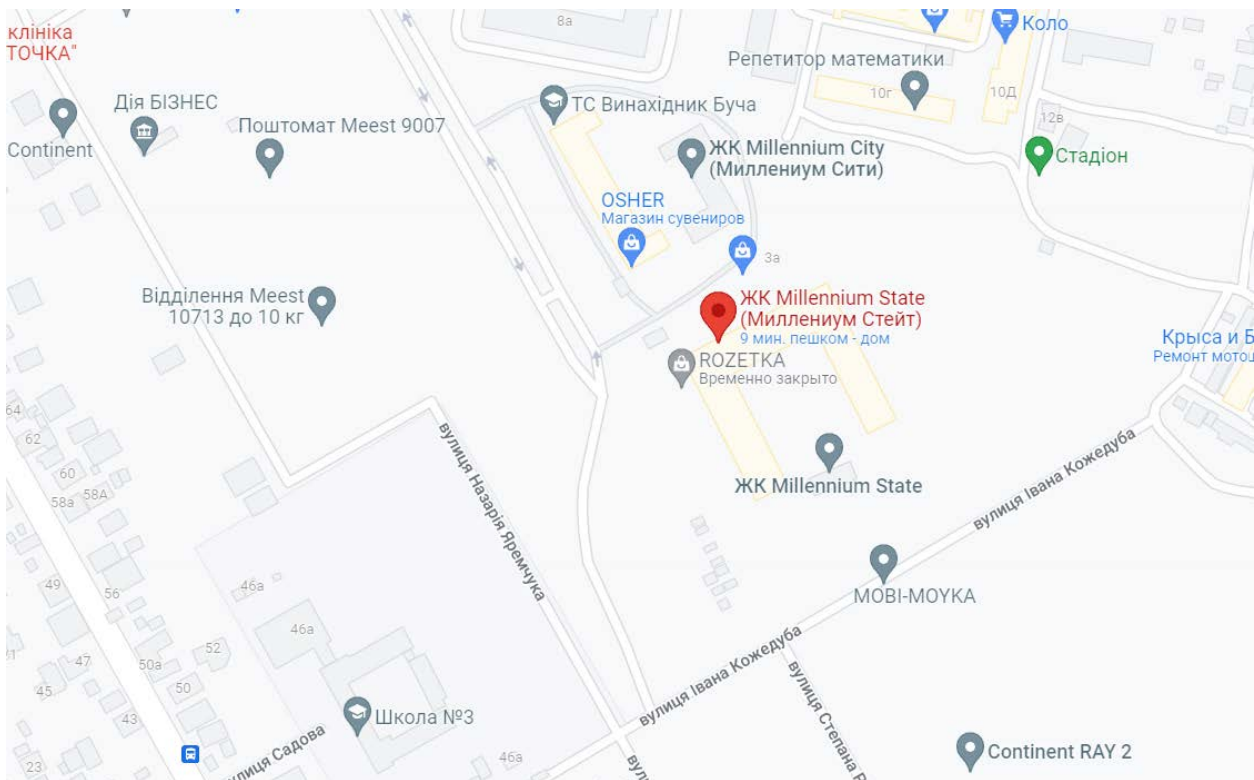 клініка
ТОЧКА"
8а
Коло
Репетитор математики
10г
10Д
12в
Дія БІЗНЕС
ТС Винахідник Буча
Continent
Поштомат Meest 9007
ЖК Millennium City
(Миллениум Сити)
Стадіон
OSHER
Магазин сувениров
3а
Відділення Meest
10713 до 10 кг
ЖК Millennium State
(Миллениум Стейт)
9 мин. пешком - дом
ROZETKA
Временно закрыто
Крыса и Б
Ремонт мотоц
64
62
60
58а
58А
вулиця Назарія Яремчука
ЖК Millennium State
вулиця Івана Кожедуба
49
56
46а
MOBI-MOYKA
46а
52
47
50а
50
45
43
вулиця Івана Кожедуба
вулиця Степана
Школа №3
46а
Continent RAY 2
23
вулиця Садова